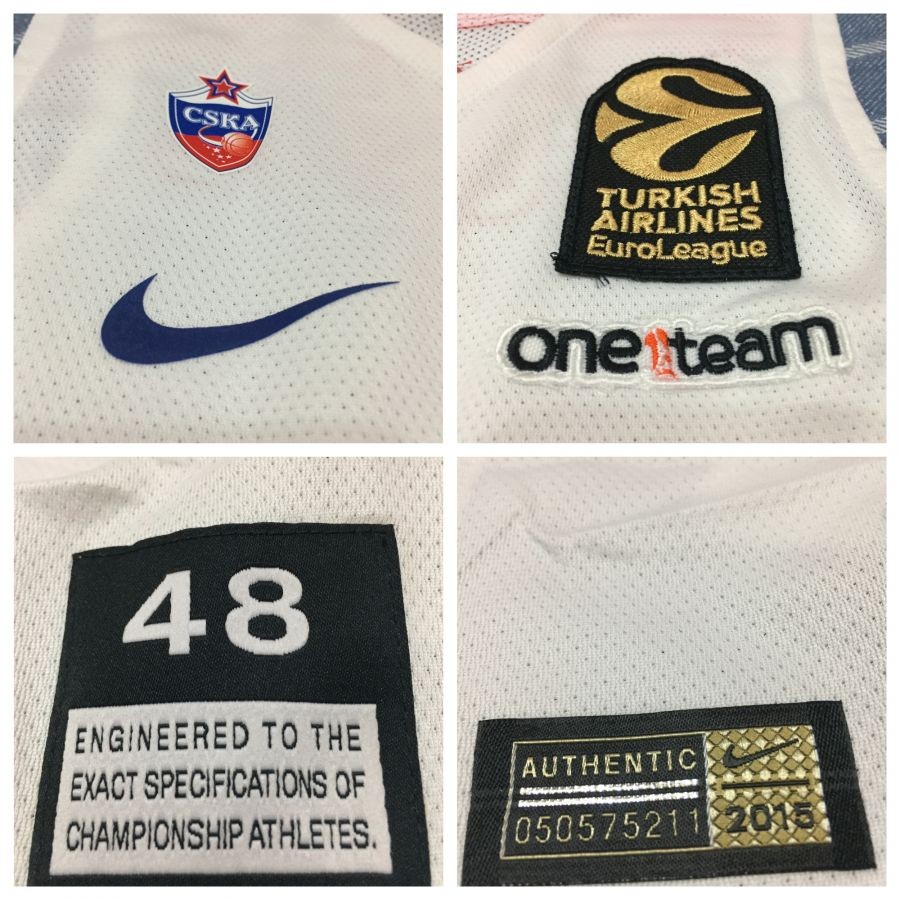 CSKA
TURKISH
AIRLINES
EuroLeague
one team
48
ENGINEERED TO THE
EXACT SPECIFICATIONS OF
CHAMPIONSHIP ATHLETES.
AUTHENTIC
050575211
2015